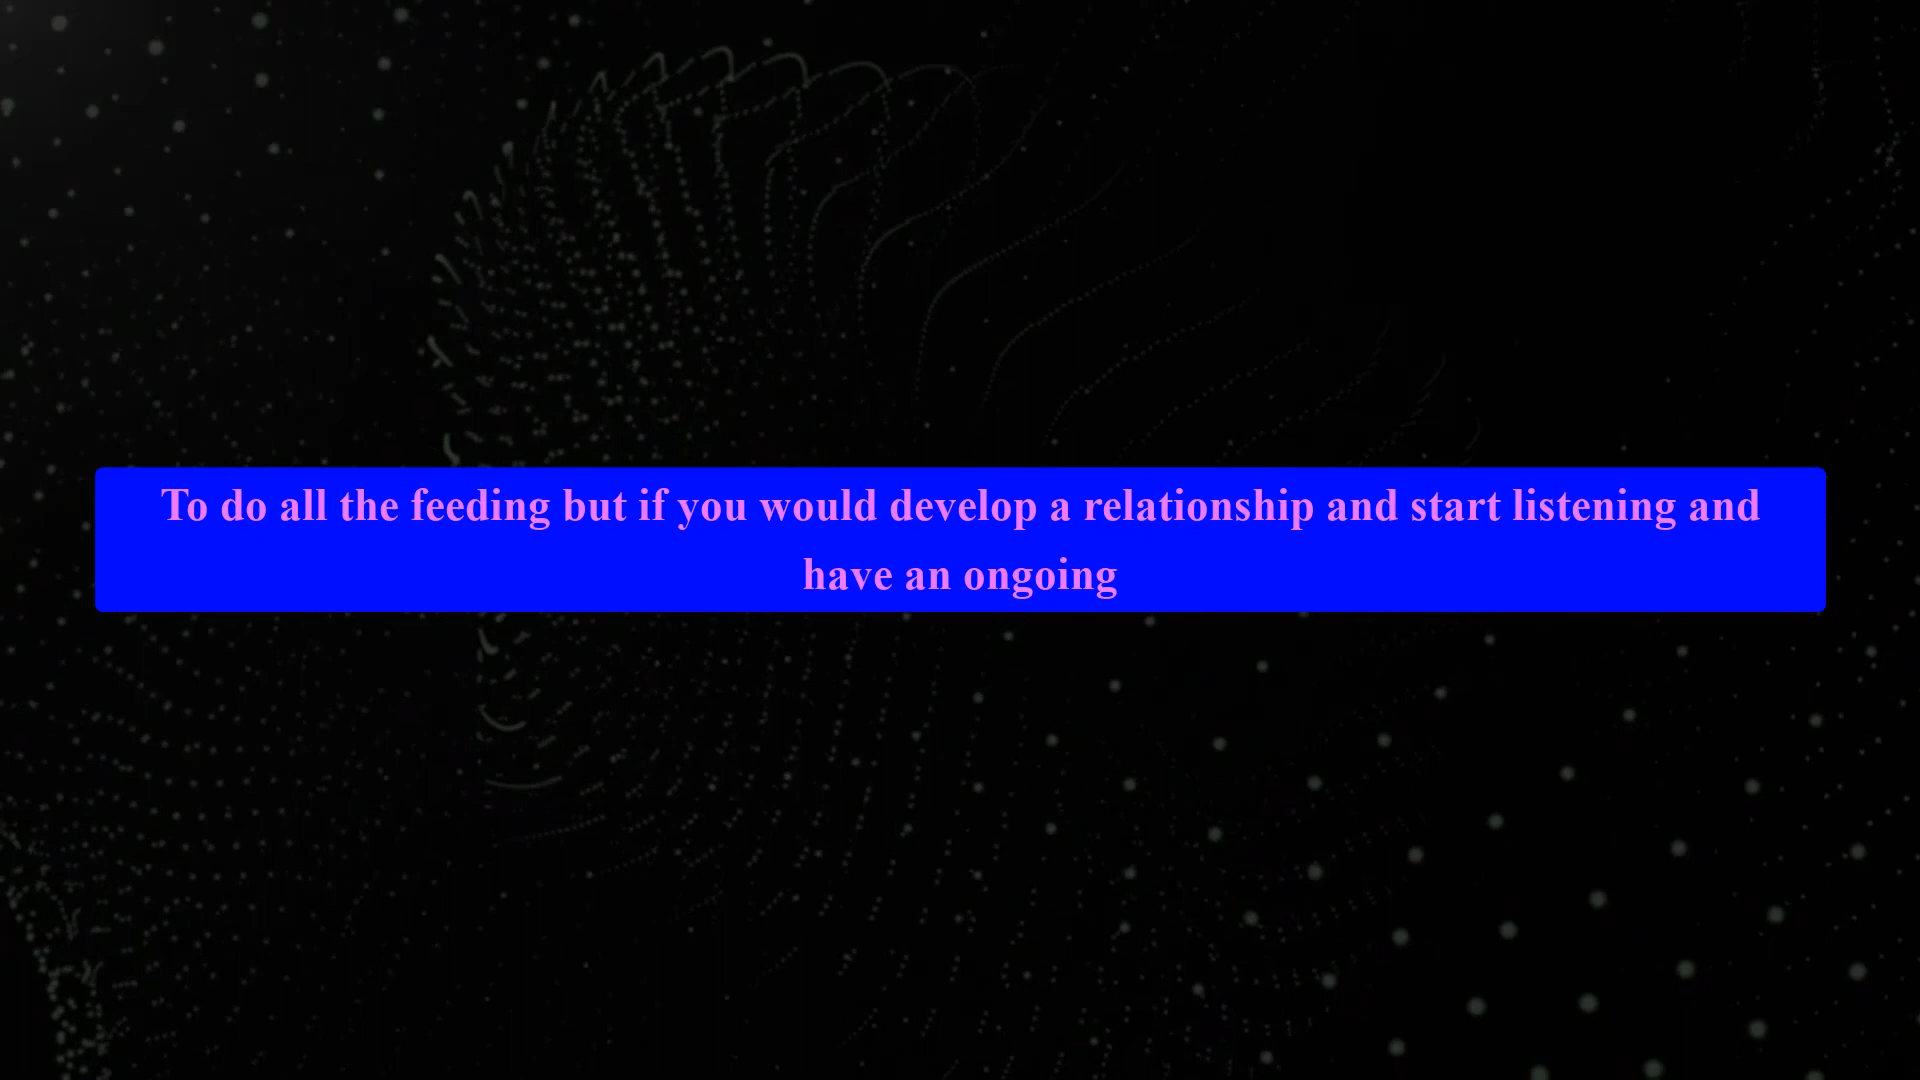 To do all the feeding but if you would develop a relationship and start listening and
have an ongoing